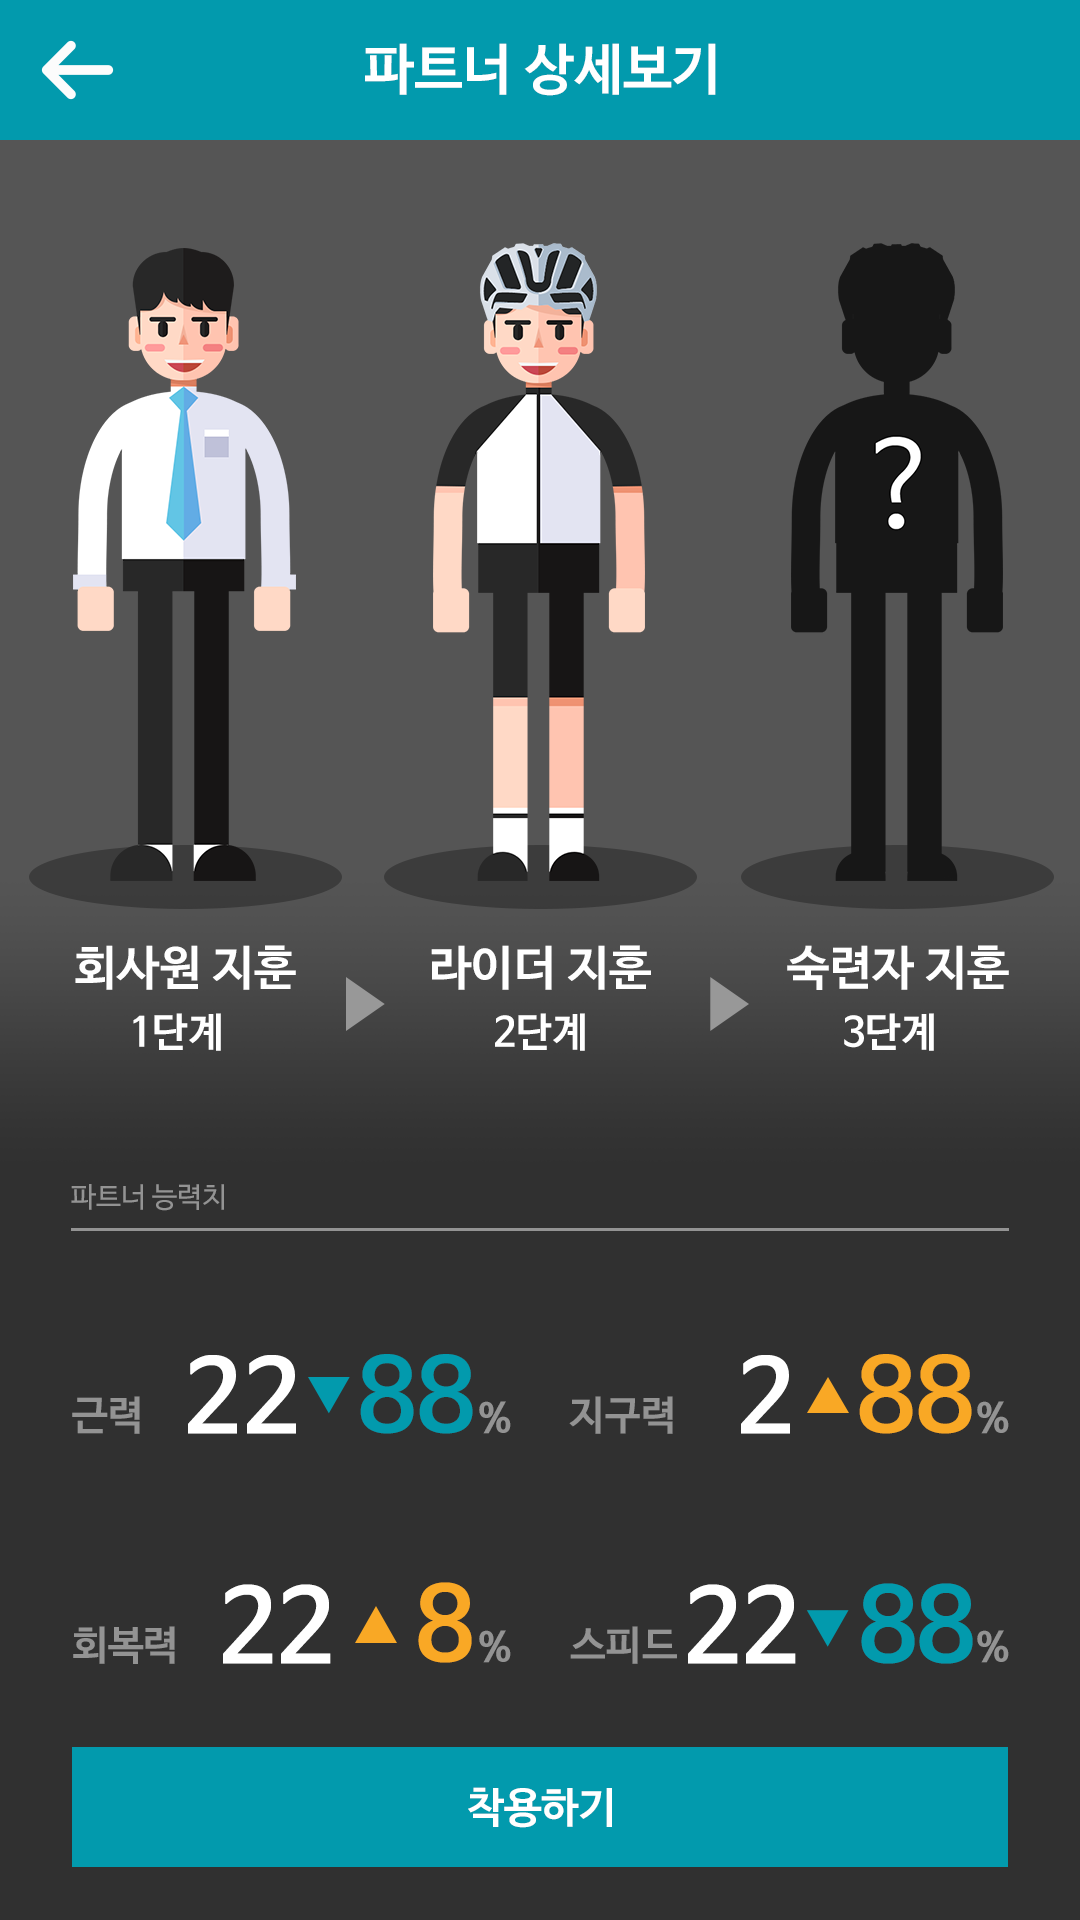 파트너 상세보기
?
회사원 지훈 ▶ 라이더 지훈 ▶ 숙련자 지훈
1단계 2단계 3단계
파트너 능력치
근력 22▼88% 지구력 2▲88%
회복력 22▲8% 스피드 22▼88%
착용하기